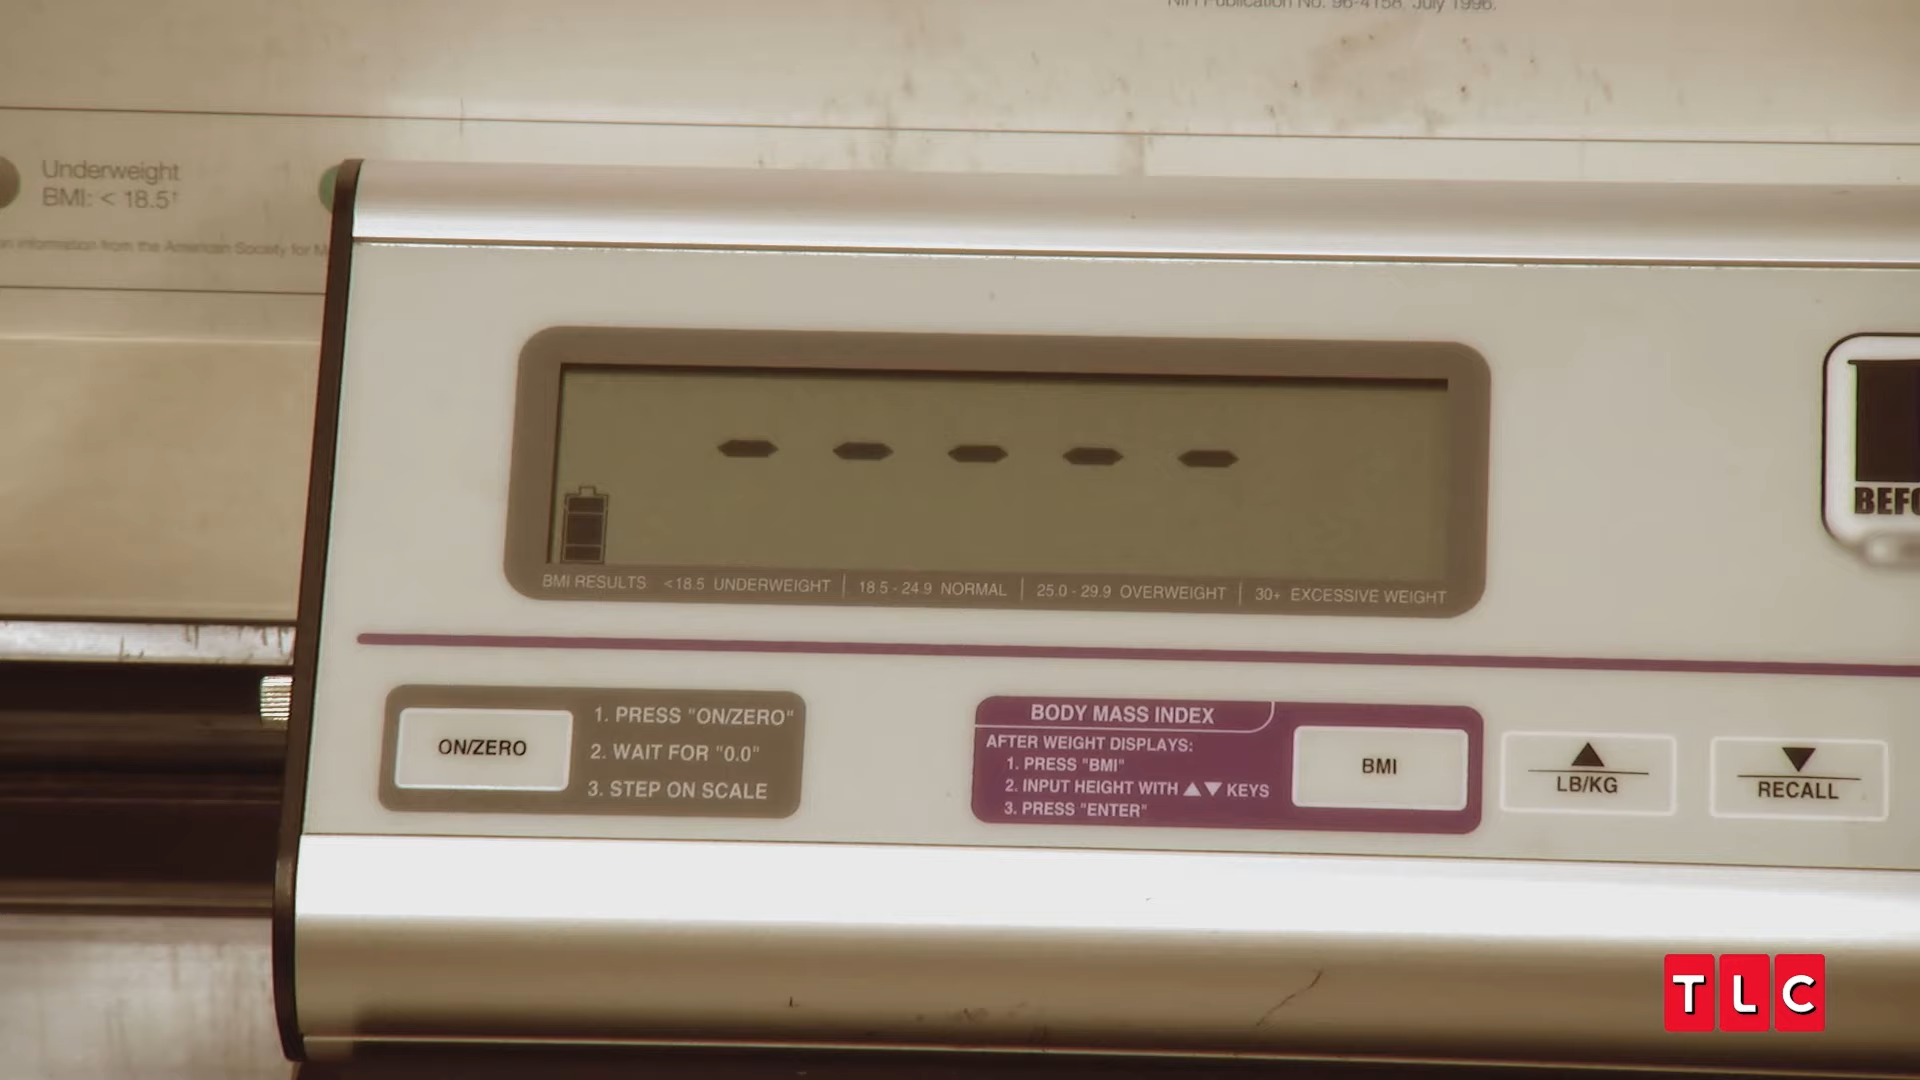 NIH Publication No. 96-4158, July 1996.
Underweight
BMI: < 18.5†
information from the American Society for
- - - - -
BMI RESULTS <18.5 UNDERWEIGHT | 18.5 - 24.9 NORMAL | 25.0 - 29.9 OVERWEIGHT | 30+ EXCESSIVE WEIGHT
ON/ZERO
1. PRESS "ON/ZERO"
2. WAIT FOR "0.0"
3. STEP ON SCALE
BODY MASS INDEX
AFTER WEIGHT DISPLAYS:
1. PRESS "BMI"
2. INPUT HEIGHT WITH ▲▼ KEYS
3. PRESS "ENTER"
BMI
▲
LB/KG
▼
RECALL
TLC